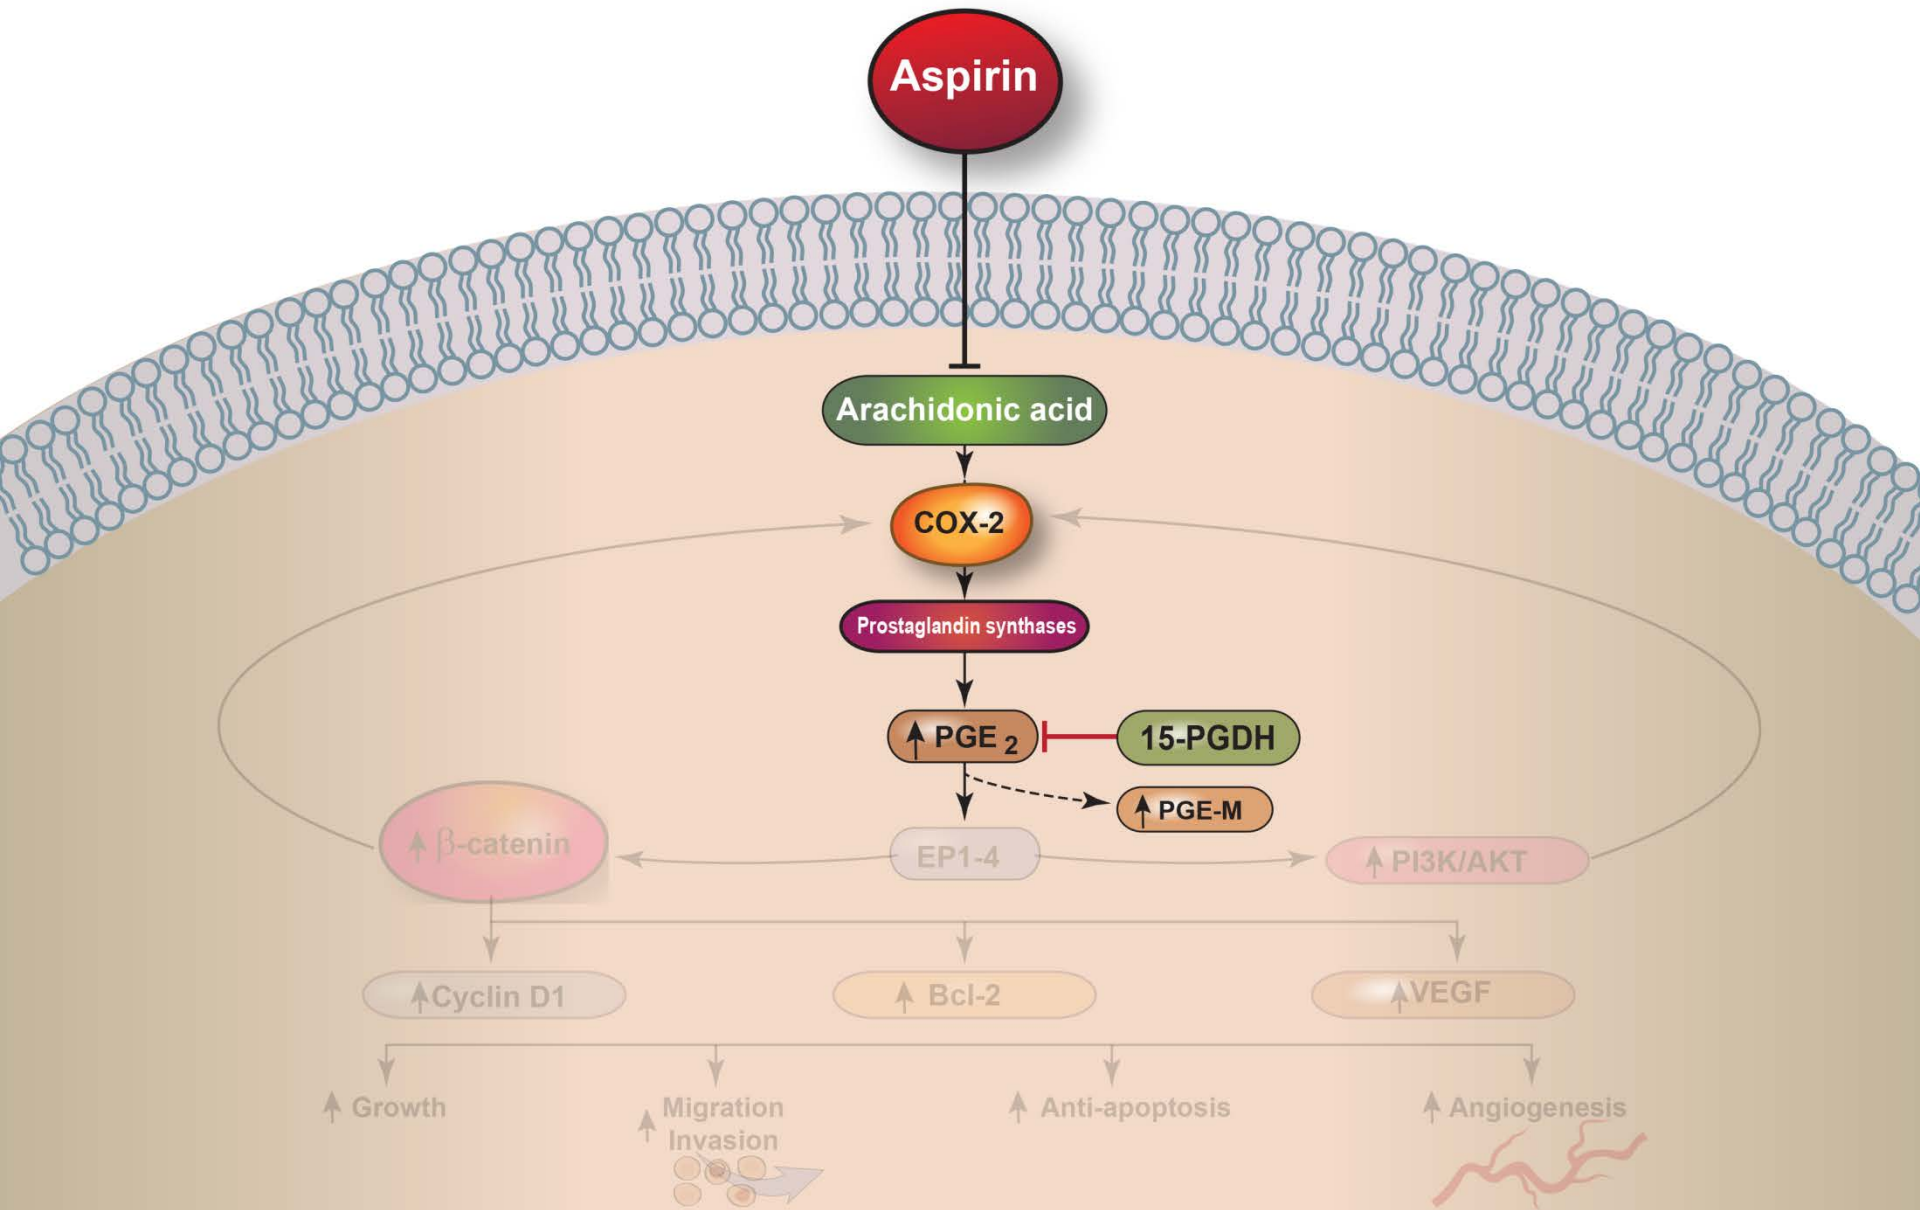 Aspirin
Arachidonic acid
COX-2
Prostaglandin synthases
PGE 2
15-PGDH
PGE-M
β-catenin
EP1-4
PI3K/AKT
Cyclin D1
Bcl-2
VEGF
Growth
Migration
Invasion
Anti-apoptosis
Angiogenesis